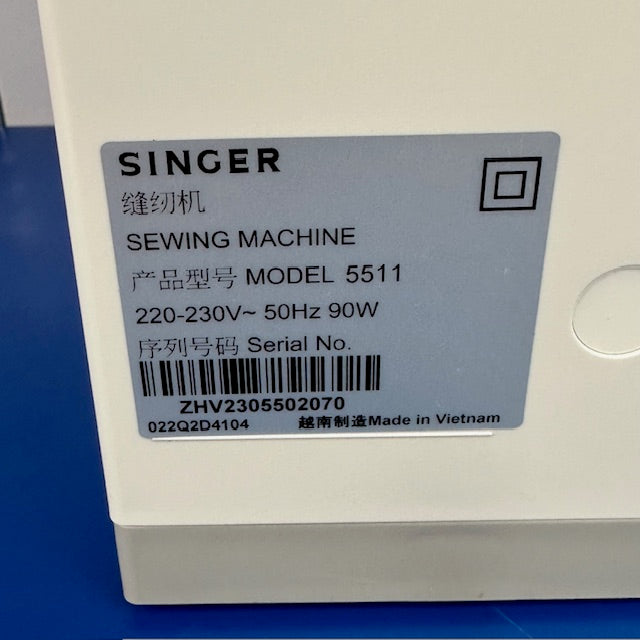 SINGER
缝纫机
SEWING MACHINE
产品型号 MODEL 5511
220-230V~ 50Hz 90W
序列号码 Serial No.
ZHV2305502070
022Q2D4104 越南制造Made in Vietnam